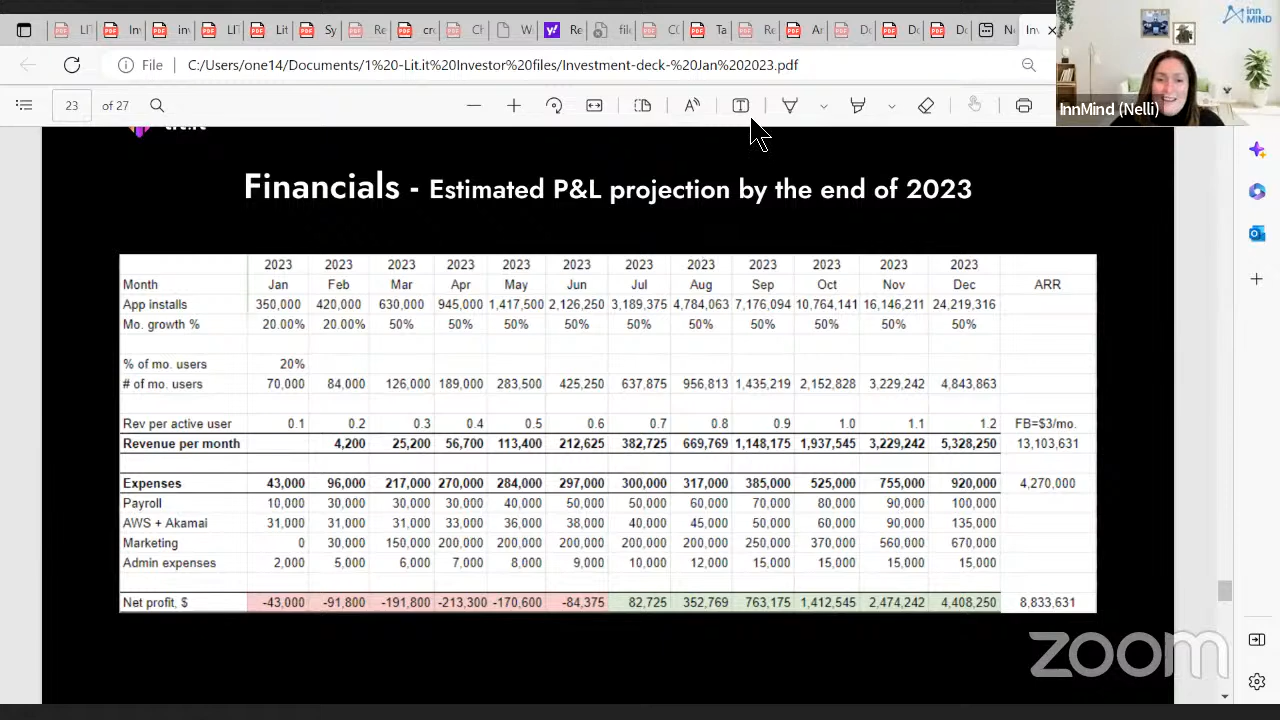 LI
In
in
LI
Sy
Re
cr
Yo
W
Re
file
C(
Ta
Re
Ar
D
Di
D
N
In
inn
MIND
File C:/Users/one14/Documents/1%20-Lit.it%20Investor%20files/Investment-deck-%20Jan%202023.pdf
23 of 27
InnMind (Nelli)
Financials - Estimated P&L projection by the end of 2023
2023 2023 2023 2023 2023 2023 2023 2023 2023 2023 2023 2023
Month Jan Feb Mar Apr May Jun Jul Aug Sep Oct Nov Dec ARR
App installs 350,000 420,000 630,000 945,000 1,417,500 2,126,250 3,189,375 4,784,063 7,176,094 10,764,141 16,146,211 24,219,316
Mo. growth % 20.00% 20.00% 50% 50% 50% 50% 50% 50% 50% 50% 50% 50%
% of mo. users 20%
# of mo. users 70,000 84,000 126,000 189,000 283,500 425,250 637,875 956,813 1,435,219 2,152,828 3,229,242 4,843,863
Rev per active user 0.1 0.2 0.3 0.4 0.5 0.6 0.7 0.8 0.9 1.0 1.1 1.2 FB=$3/mo.
Revenue per month 4,200 25,200 56,700 113,400 212,625 382,725 669,769 1,148,175 1,937,545 3,229,242 5,328,250 13,103,631
Expenses 43,000 96,000 217,000 270,000 284,000 297,000 300,000 317,000 385,000 525,000 755,000 920,000 4,270,000
Payroll 10,000 30,000 30,000 30,000 40,000 50,000 50,000 60,000 70,000 80,000 90,000 100,000
AWS + Akamai 31,000 31,000 31,000 33,000 36,000 38,000 40,000 45,000 50,000 60,000 90,000 135,000
Marketing 0 30,000 150,000 200,000 200,000 200,000 200,000 200,000 250,000 370,000 560,000 670,000
Admin expenses 2,000 5,000 6,000 7,000 8,000 9,000 10,000 12,000 15,000 15,000 15,000 15,000
Net profit, $ -43,000 -91,800 -191,800 -213,300 -170,600 -84,375 82,725 352,769 763,175 1,412,545 2,474,242 4,408,250 8,833,631
zoom